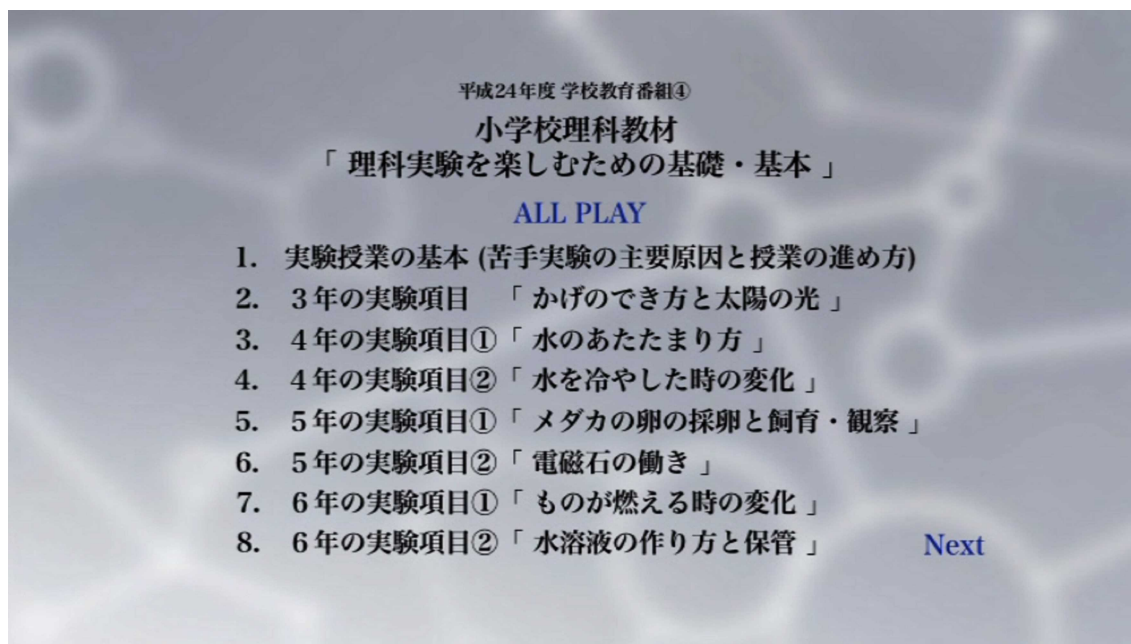 平成24年度 学校教育番組④
小学校理科教材
「 理科実験を楽しむための基礎・基本 」
ALL PLAY
1. 実験授業の基本 (苦手実験の主要原因と授業の進め方)
2. 3年の実験項目 「 かげのでき方と太陽の光 」
3. 4年の実験項目①「 水のあたたまり方 」
4. 4年の実験項目②「 水を冷やした時の変化 」
5. 5年の実験項目①「 メダカの卵の採卵と飼育・観察 」
6. 5年の実験項目②「 電磁石の働き 」
7. 6年の実験項目①「 ものが燃える時の変化 」
8. 6年の実験項目②「 水溶液の作り方と保管 」
Next